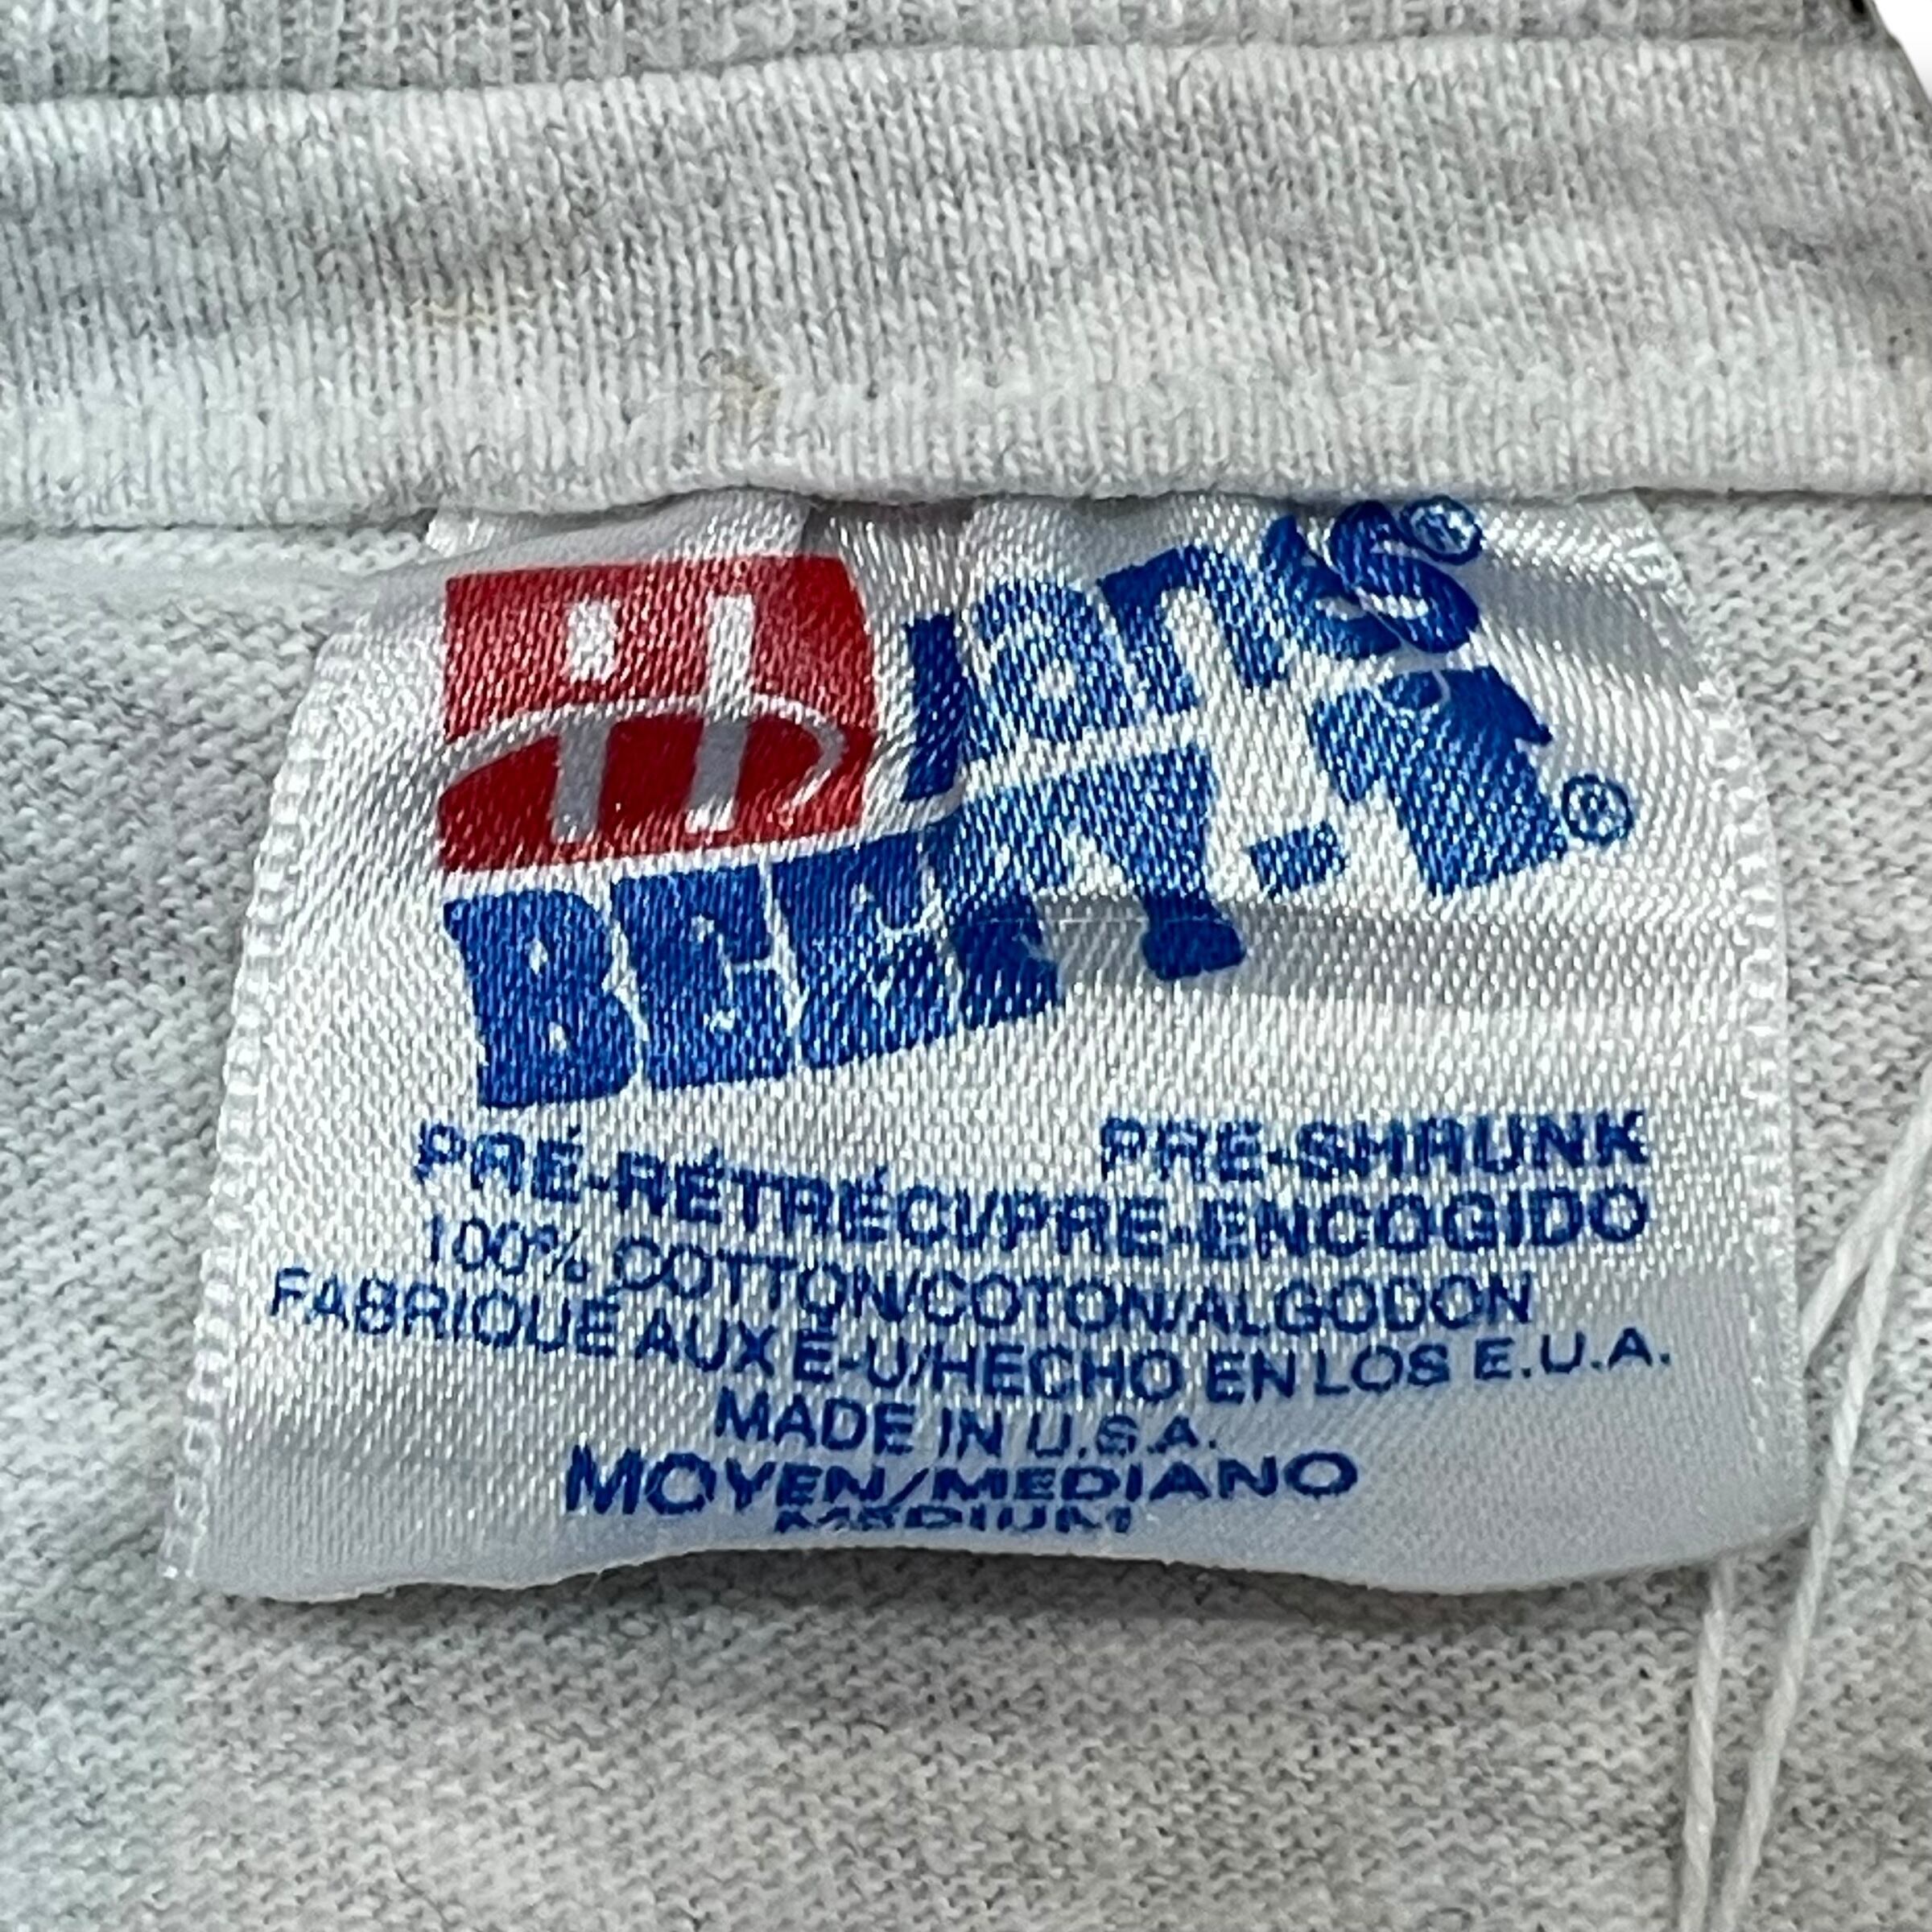 Hanes®
BEEFY-T®
PRE-SHRUNK
PRÉ-RÉTRÉCI/PRE-ENCOGIDO
100% COTTON/COTON/ALGODON
FABRIQUÉ AUX É-U/HECHO EN LOS E.U.A.
MADE IN U.S.A.
MOYEN/MEDIANO
MEDIUM